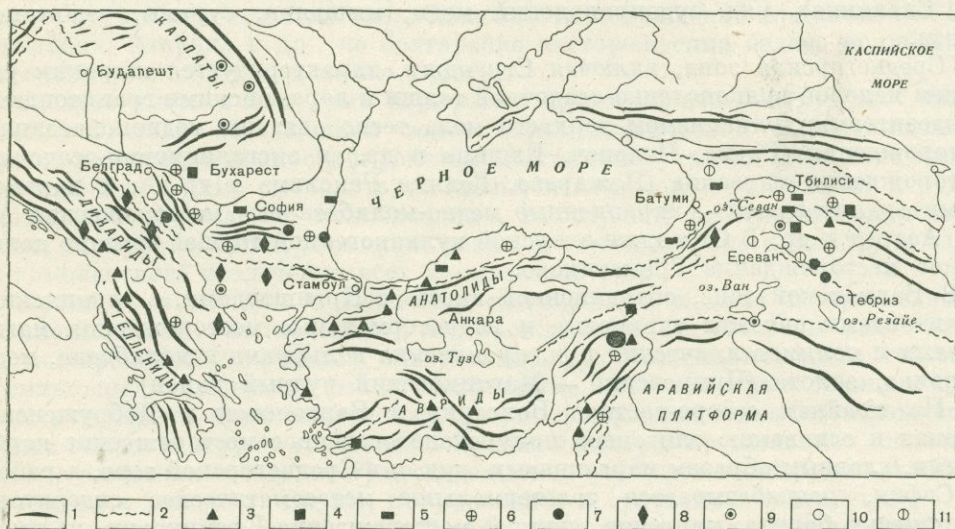 КАРПАТЫ
КАСПИЙСКОЕ
МОРЕ
Будапешт
ЧЕРНОЕ МОРЕ
Белград
Бухарест
Тбилиси
Батуми
оз. Севан
ДИНАРИДЫ
София
Ереван
Стамбул
АНАТОЛИДЫ
оз. Ван
Тебриз
Анкара
оз. Резайе
оз. Туз
ЭЛЛЕНИДЫ
АРАВИЙСКАЯ
ПЛАТФОРМА
ТАВРИДЫ
1 2 3 4 5 6 7 8 9 10 11